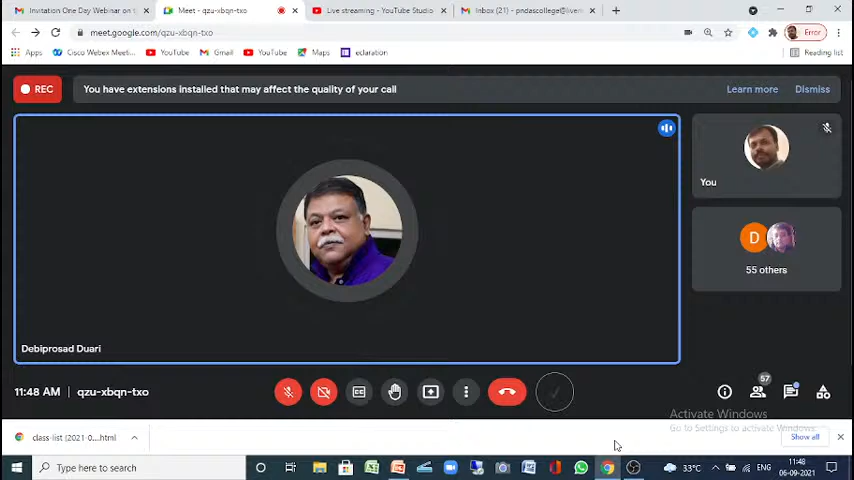 Invitation One Day Webinar on t
Meet - qzu-xbqn-txo
Live streaming - YouTube Studio
Inbox (21) - pndascollege@liver
meet.google.com/qzu-xbqn-txo
Error
Apps
Cisco Webex Meet...
YouTube
Gmail
YouTube
Maps
eclaration
Reading list
REC
You have extensions installed that may affect the quality of your call
Learn more
Dismiss
You
D
55 others
Debiprosad Duari
11:48 AM
qzu-xbqn-txo
57
Activate Windows
Go to Settings to activate Windows.
class-list (2021-0....html
Show all
Type here to search
33°C
ENG
11:48
06-09-2021